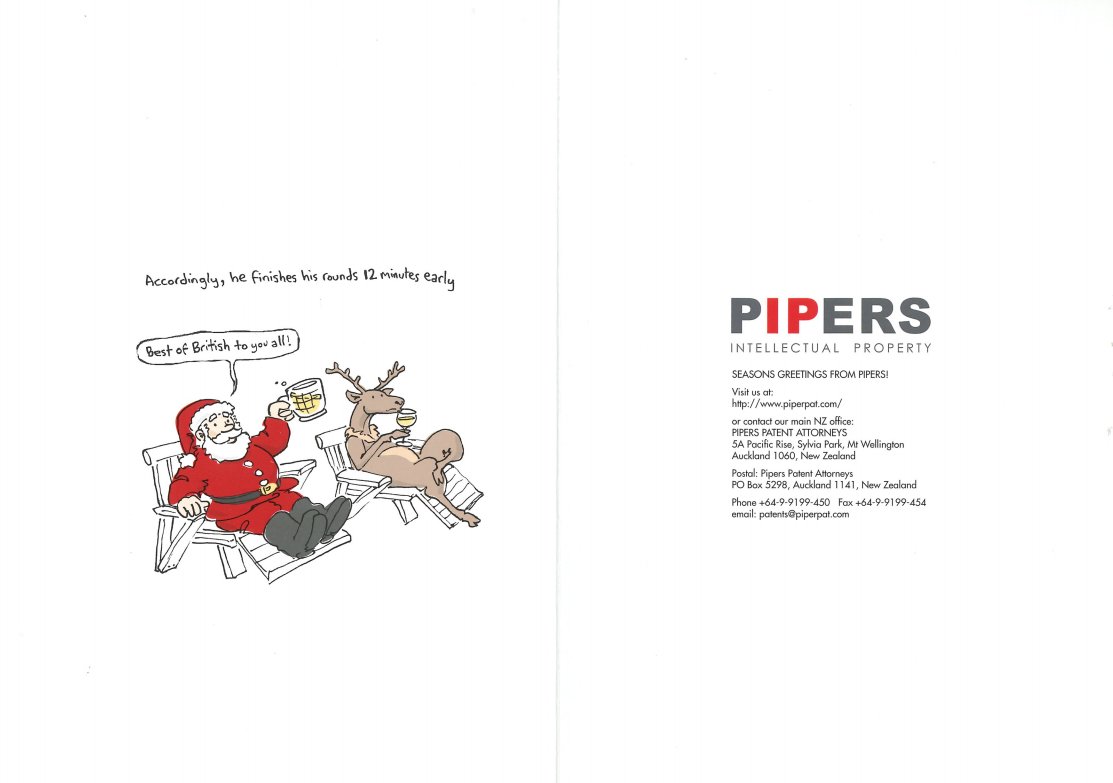 Accordingly, he finishes his rounds 12 minutes early
Best of British to you all!
PIPERS
INTELLECTUAL PROPERTY
SEASONS GREETINGS FROM PIPERS!
Visit us at:
http://www.piperpat.com/
or contact our main NZ office:
PIPERS PATENT ATTORNEYS
5A Pacific Rise, Sylvia Park, Mt Wellington
Auckland 1060, New Zealand
Postal: Pipers Patent Attorneys
PO Box 5298, Auckland 1141, New Zealand
Phone +64-9-9199-450 Fax +64-9-9199-454
email: patents@piperpat.com